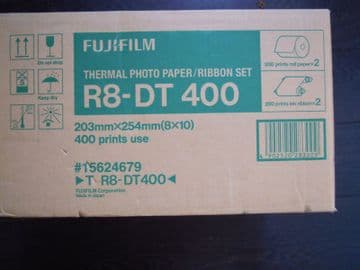 FUJIFILM
THERMAL PHOTO PAPER/RIBBON SET
R8-DT 400
203mm×254mm(8×10)
400 prints use
#15624679
►T R8-DT400◄
FUJIFILM Corporation
Made in Japan
Do not drop
Keep dry
200 prints roll paper×2
200 prints ink ribbon×2